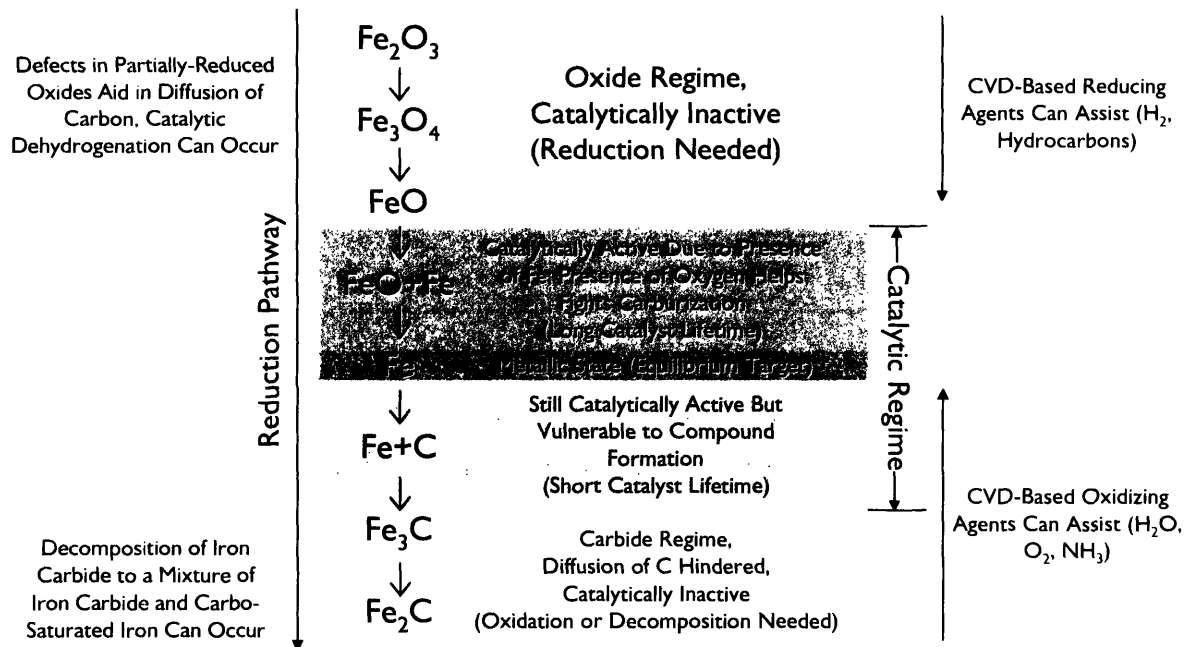 Defects in Partially-Reduced
Oxides Aid in Diffusion of
Carbon, Catalytic
Dehydrogenation Can Occur
Reduction Pathway
Decomposition of Iron
Carbide to a Mixture of
Iron Carbide and Carbo-
Saturated Iron Can Occur
Fe₂O₃
Fe₃O₄
FeO
FeO+Fe
Fe
Fe+C
Fe₃C
Fe₂C
Oxide Regime,
Catalytically Inactive
(Reduction Needed)
Catalytically Active Due to Presence
of Fe, Presence of Oxygen Helps
Fight Carburization
(Long Catalyst Lifetime)
Metallic State (Equilibrium Target)
Still Catalytically Active But
Vulnerable to Compound
Formation
(Short Catalyst Lifetime)
Carbide Regime,
Diffusion of C Hindered,
Catalytically Inactive
(Oxidation or Decomposition Needed)
Catalytic Regime
CVD-Based Reducing
Agents Can Assist (H₂,
Hydrocarbons)
CVD-Based Oxidizing
Agents Can Assist (H₂O,
O₂, NH₃)